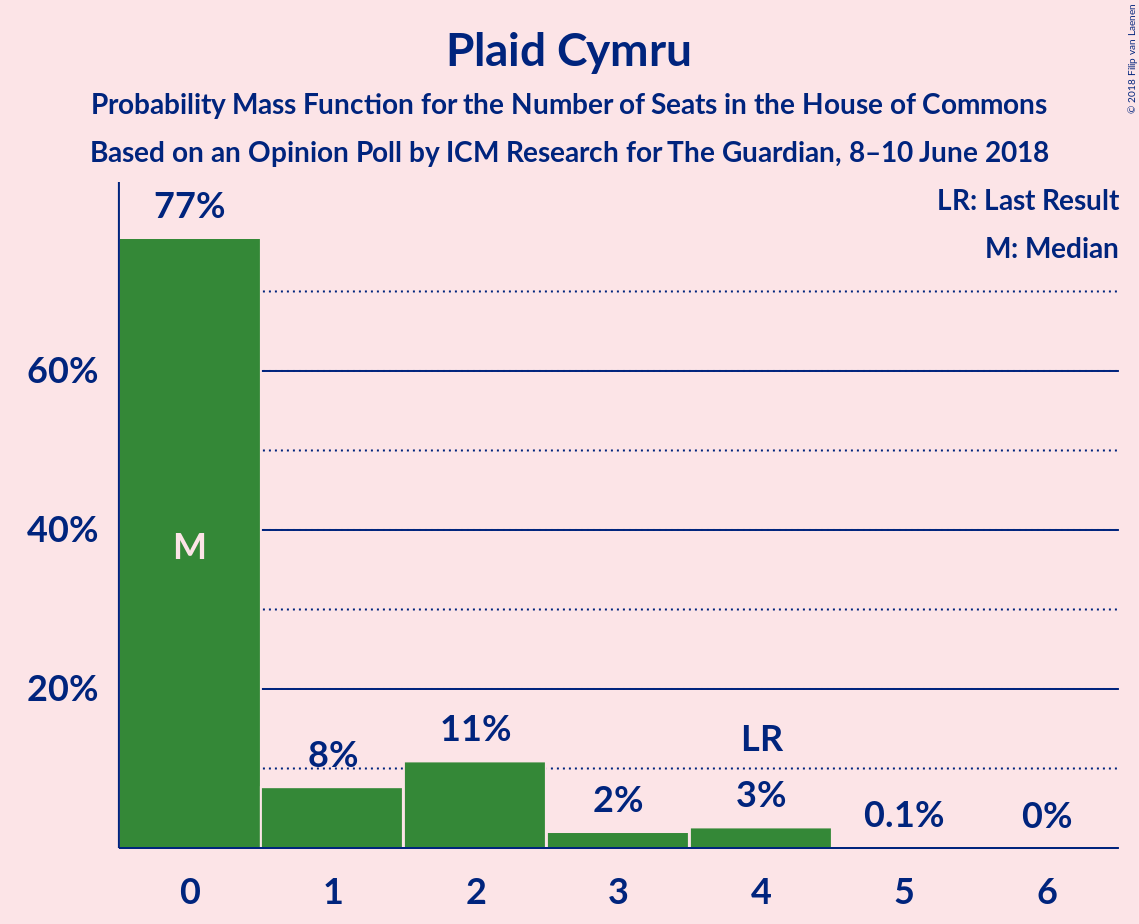 Plaid Cymru
Probability Mass Function for the Number of Seats in the House of Commons
Based on an Opinion Poll by ICM Research for The Guardian, 8–10 June 2018
© 2018 Filip van Laenen
LR: Last Result
M: Median
77%
60%
40%
20%
M
8%
11%
2%
LR
3%
0.1%
0%
0 1 2 3 4 5 6